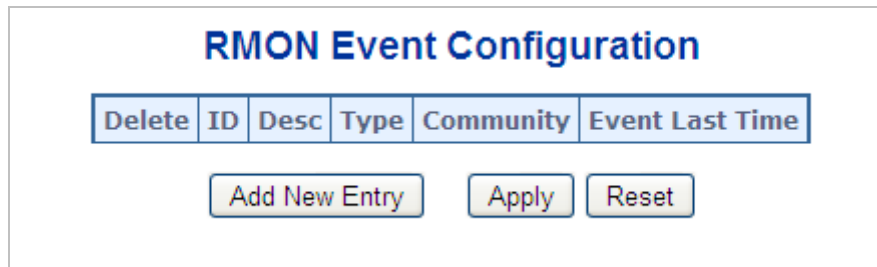 RMON Event Configuration
Delete ID Desc Type Community Event Last Time
Add New Entry Apply Reset